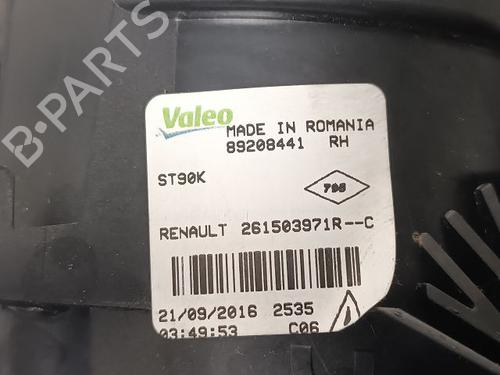 Valeo
MADE IN ROMANIA
89208441 RH
ST90K
795
RENAULT 261503971R--C
21/09/2016 2535
03:49:53 C06
B-PARTS